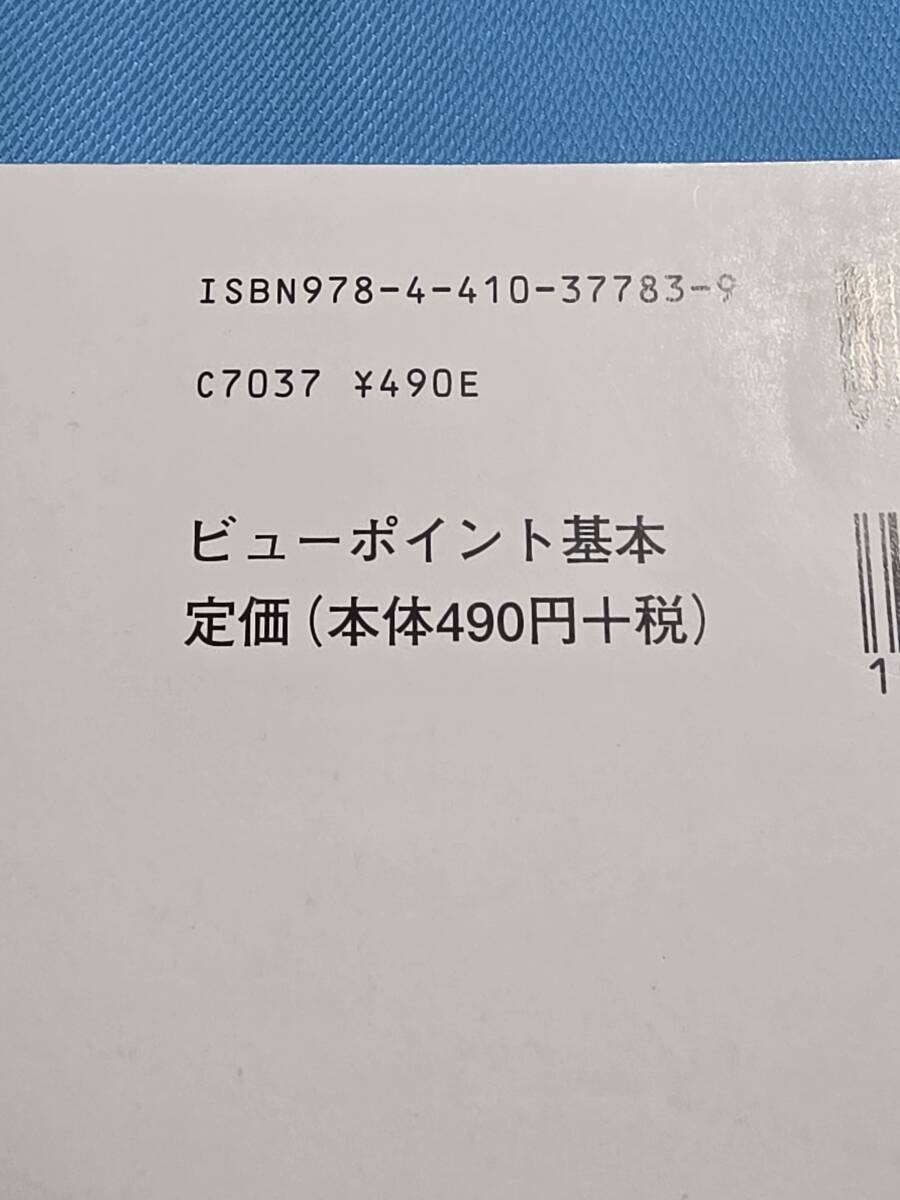 ISBN978-4-410-37783-9
C7037 ¥490E
ビューポイント基本
定価(本体490円+税)
1